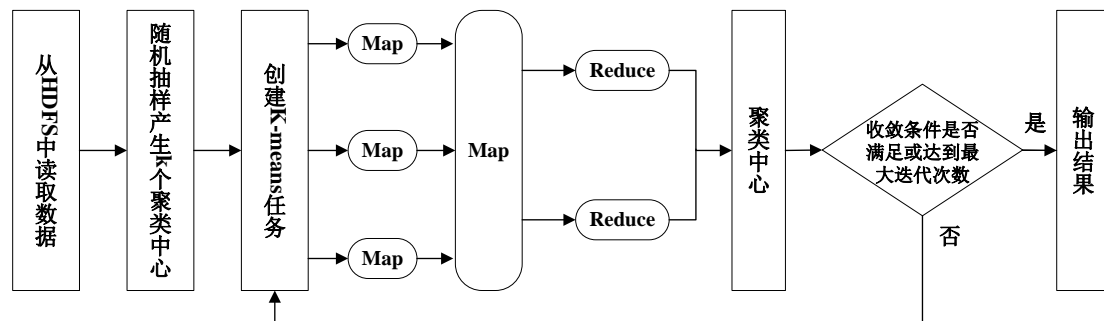 从HDFS中读取数据
随机抽样产生k个聚类中心
创建K-means任务
Map
Map
Map
Map
Reduce
Reduce
聚类中心
收敛条件是否
满足或达到最
大迭代次数
是
否
输出结果